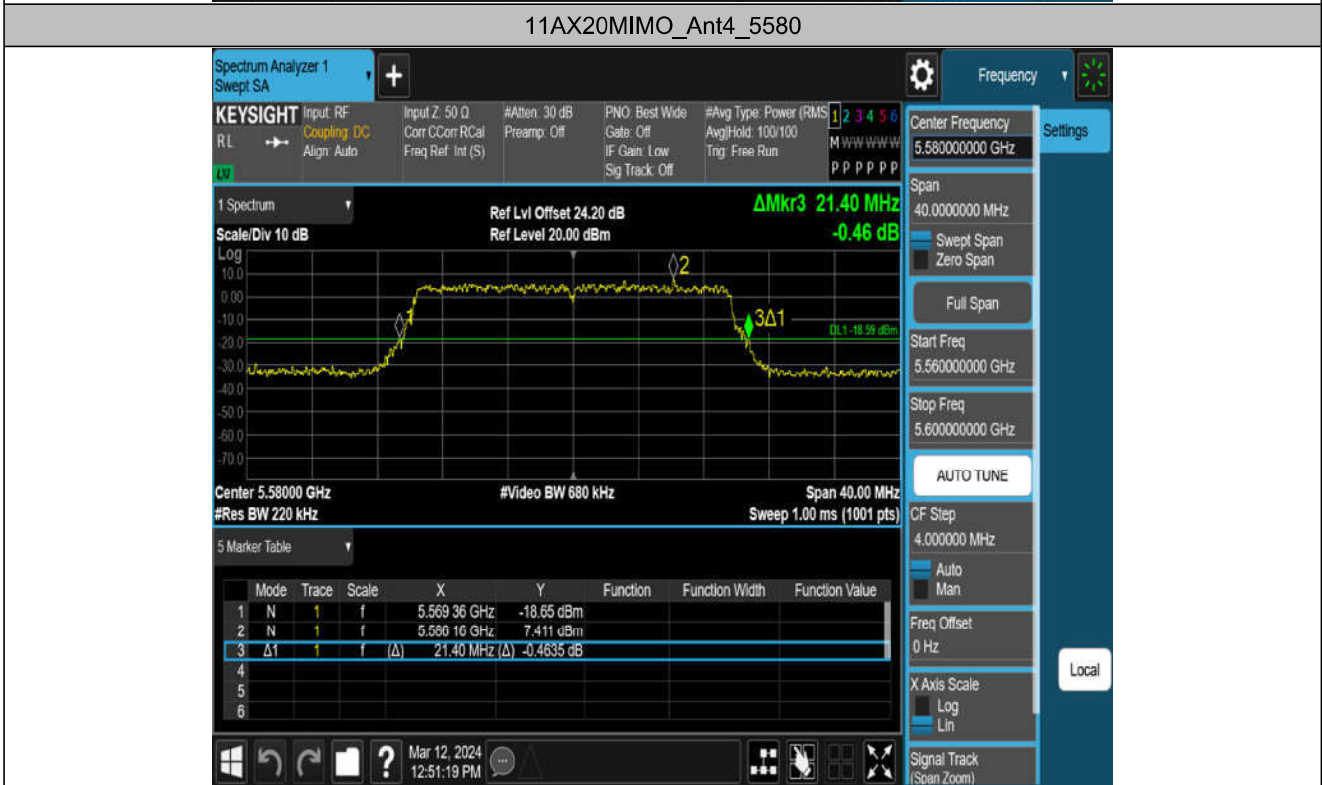 11AX20MIMO_Ant4_5580
Spectrum Analyzer 1
Swept SA
+
Frequency
KEYSIGHT
RL
LXI
Input: RF
Coupling: DC
Align: Auto
Input Z: 50 Ω
Corr CCorr RCal
Freq Ref: Int (S)
#Atten: 30 dB
Preamp: Off
PNO: Best Wide
Gate: Off
IF Gain: Low
Sig Track: Off
#Avg Type: Power (RMS
Avg|Hold: 100/100
Trig: Free Run
1 2 3 4 5 6
M W W W W W
P P P P P P
1 Spectrum
Scale/Div 10 dB
Ref Lvl Offset 24.20 dB
Ref Level 20.00 dBm
ΔMkr3 21.40 MHz
-0.46 dB
Log
10.0
0.00
-10.0
-20.0
-30.0
-40.0
-50.0
-60.0
-70.0
2
3Δ1
DL1 -18.59 dBm
Center 5.58000 GHz
#Res BW 220 kHz
#Video BW 680 kHz
Span 40.00 MHz
Sweep 1.00 ms (1001 pts)
5 Marker Table
Mode Trace Scale X Y Function Function Width Function Value
1 N 1 f 5.569 36 GHz -18.65 dBm
2 N 1 f 5.586 16 GHz 7.411 dBm
3 Δ1 1 f (Δ) 21.40 MHz (Δ) -0.4635 dB
4
5
6
Mar 12, 2024
12:51:19 PM
?
Center Frequency
5.580000000 GHz
Settings
Span
40.0000000 MHz
Swept Span
Zero Span
Full Span
Start Freq
5.560000000 GHz
Stop Freq
5.600000000 GHz
AUTO TUNE
CF Step
4.000000 MHz
Auto
Man
Freq Offset
0 Hz
Local
X Axis Scale
Log
Lin
Signal Track
(Span Zoom)